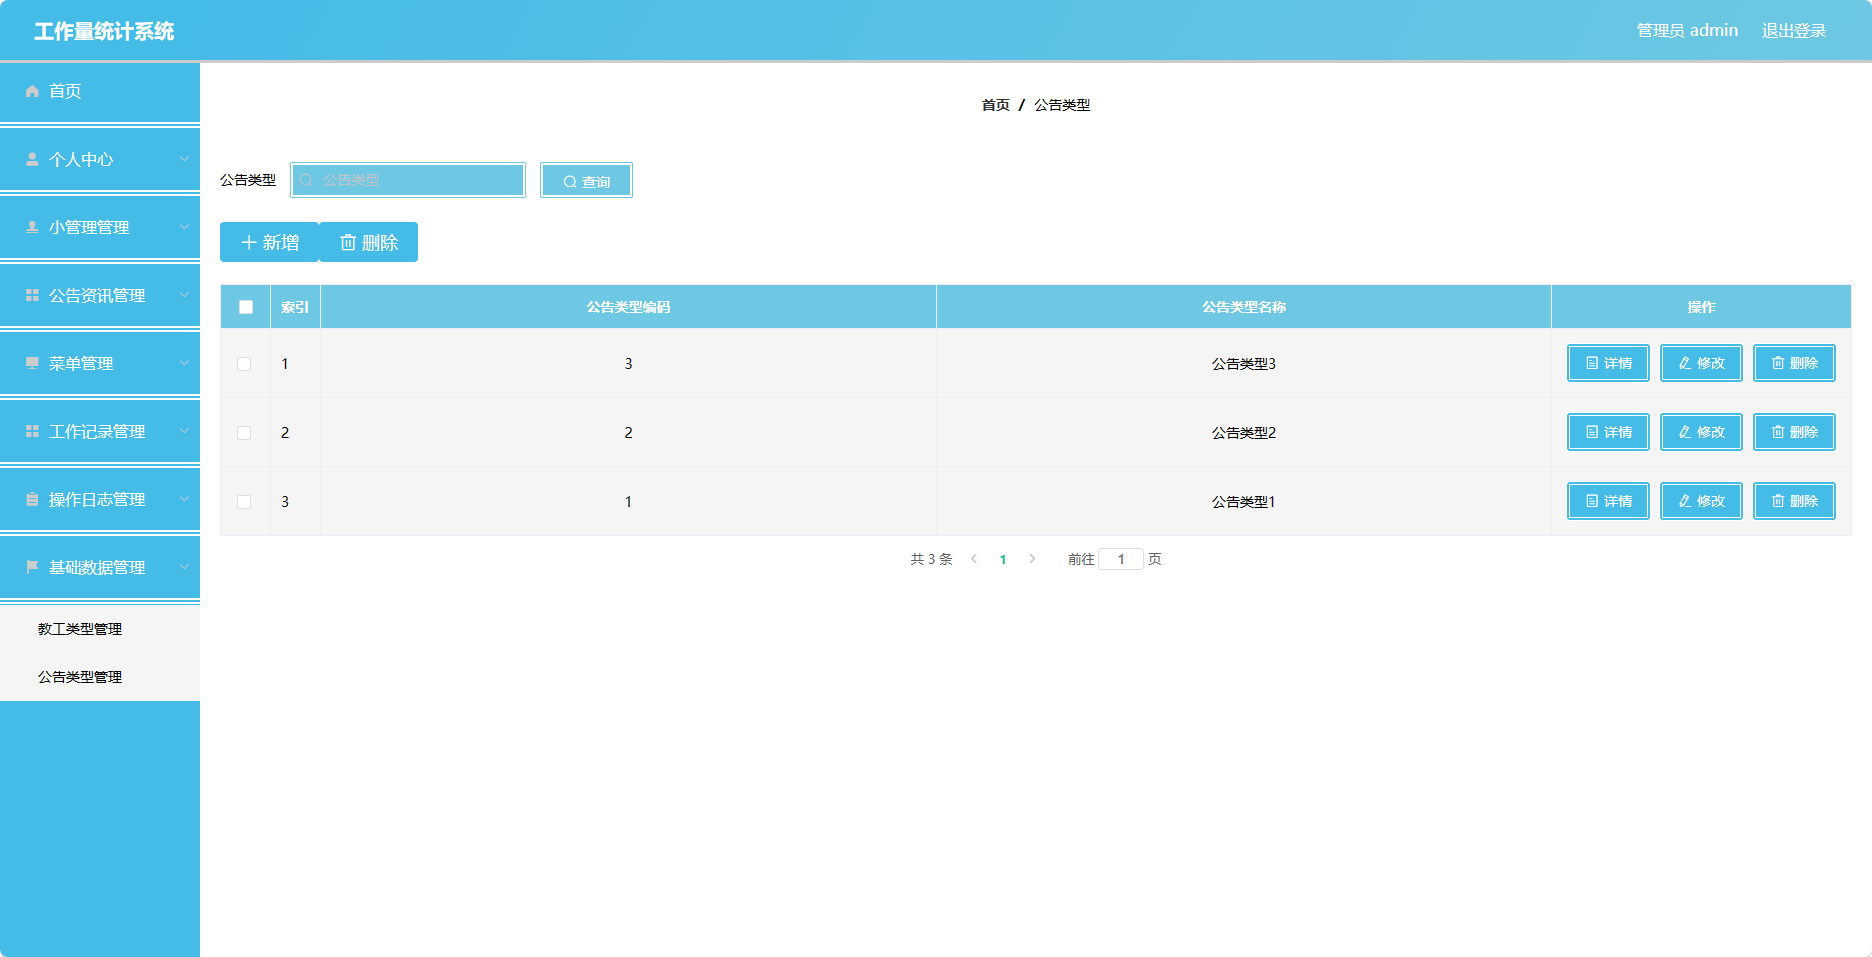 工作量统计系统
管理员 admin 退出登录
首页
个人中心
小管理管理
公告资讯管理
菜单管理
工作记录管理
操作日志管理
基础数据管理
教工类型管理
公告类型管理
首页 / 公告类型
公告类型 公告类型 查询
新增 删除
索引 公告类型编码 公告类型名称 操作
1 3 公告类型3 详情 修改 删除
2 2 公告类型2 详情 修改 删除
3 1 公告类型1 详情 修改 删除
共 3 条 1 前往 1 页